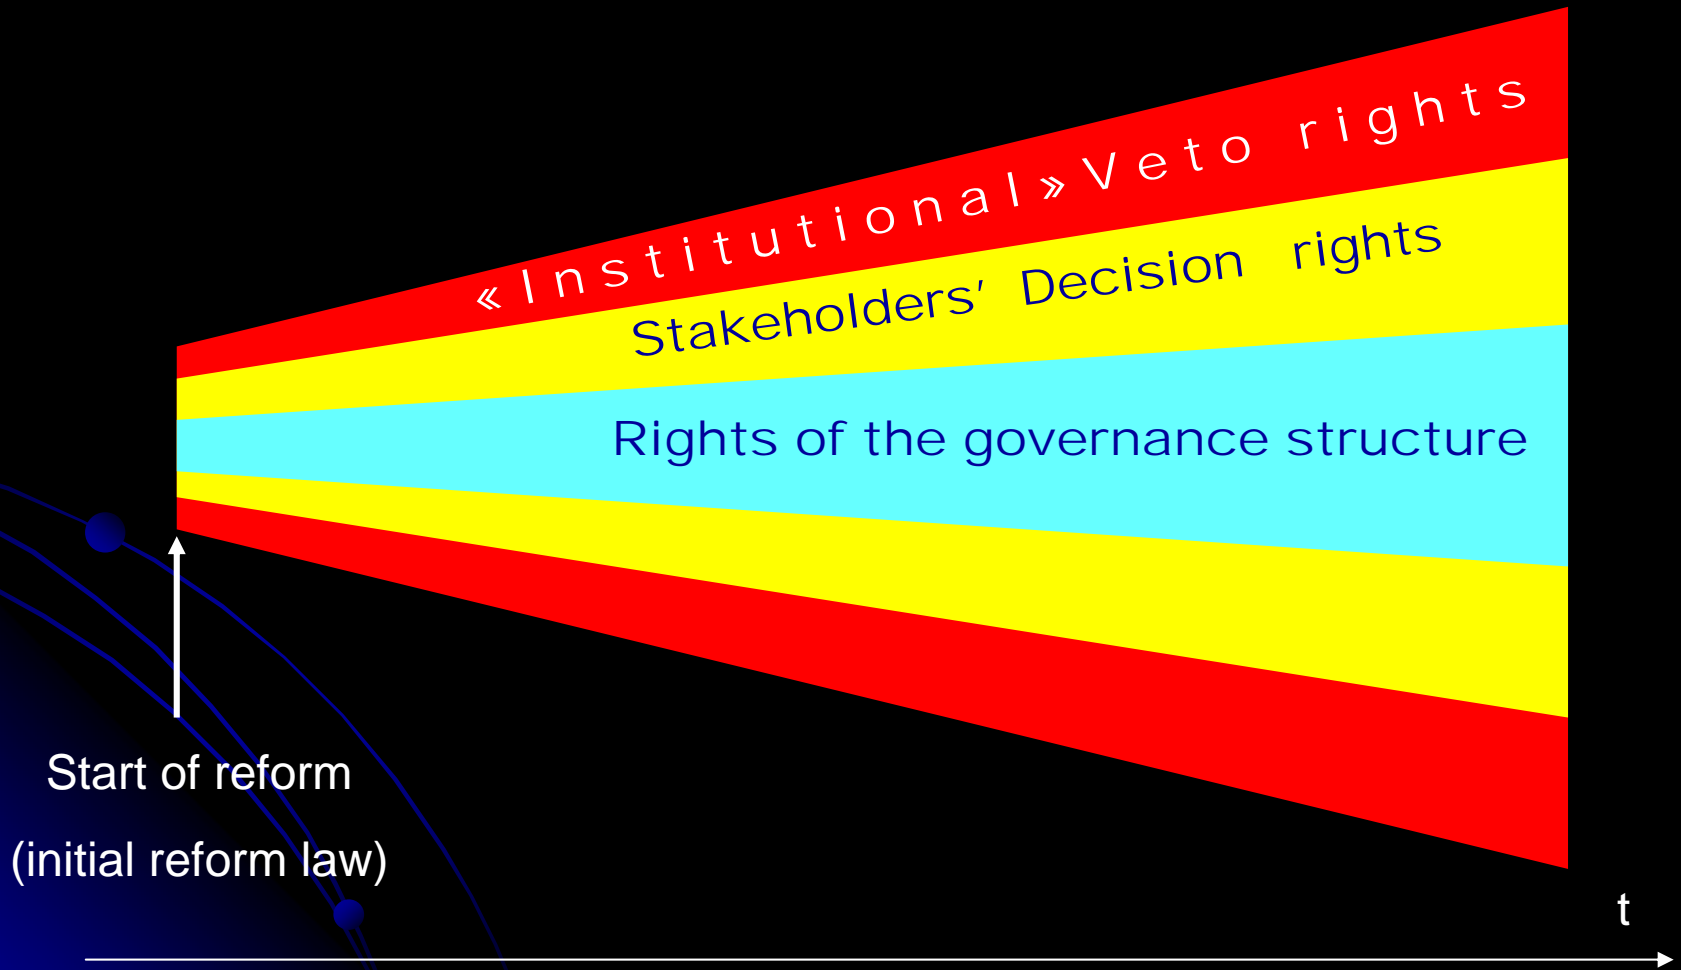 «Institutional»Veto rights
Stakeholders’ Decision rights
Rights of the governance structure
Start of reform
(initial reform law)
t